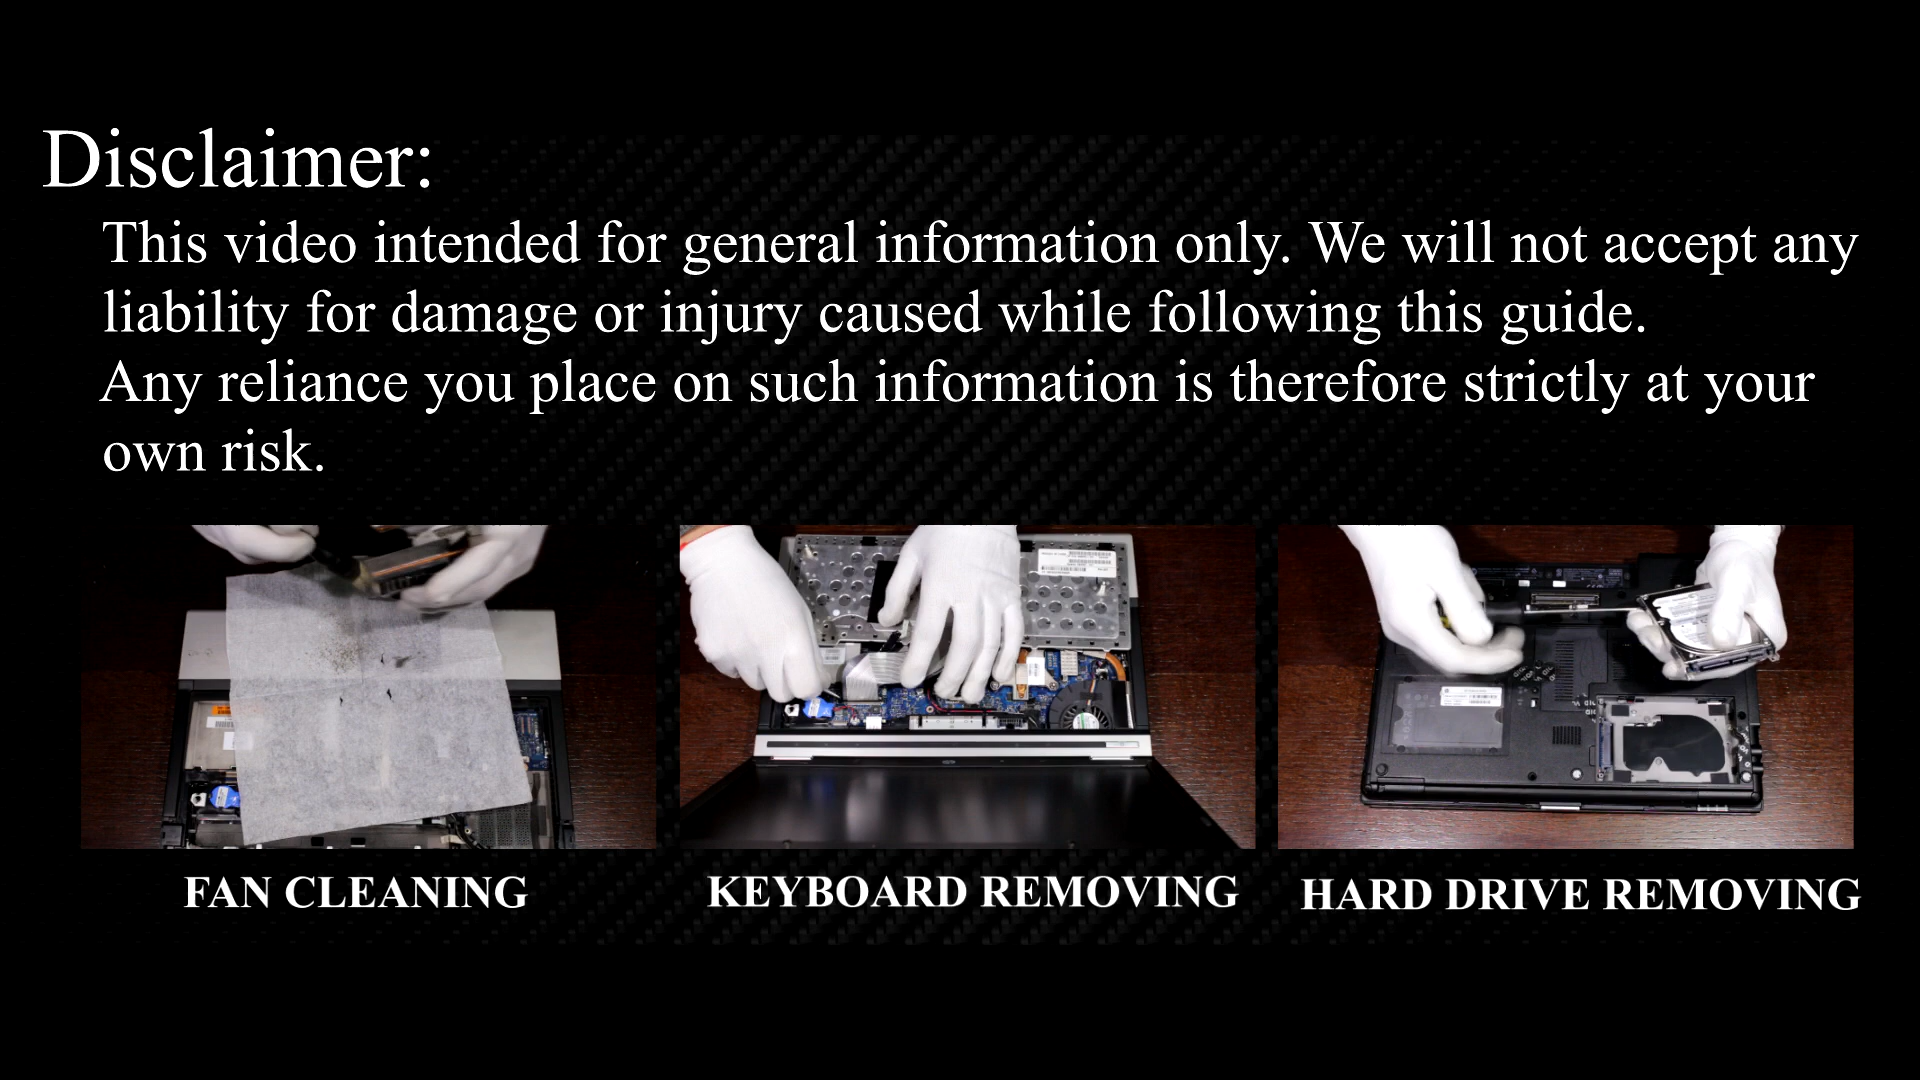 Disclaimer:
This video intended for general information only. We will not accept any
liability for damage or injury caused while following this guide.
Any reliance you place on such information is therefore strictly at your
own risk.
FAN CLEANING
KEYBOARD REMOVING
HARD DRIVE REMOVING